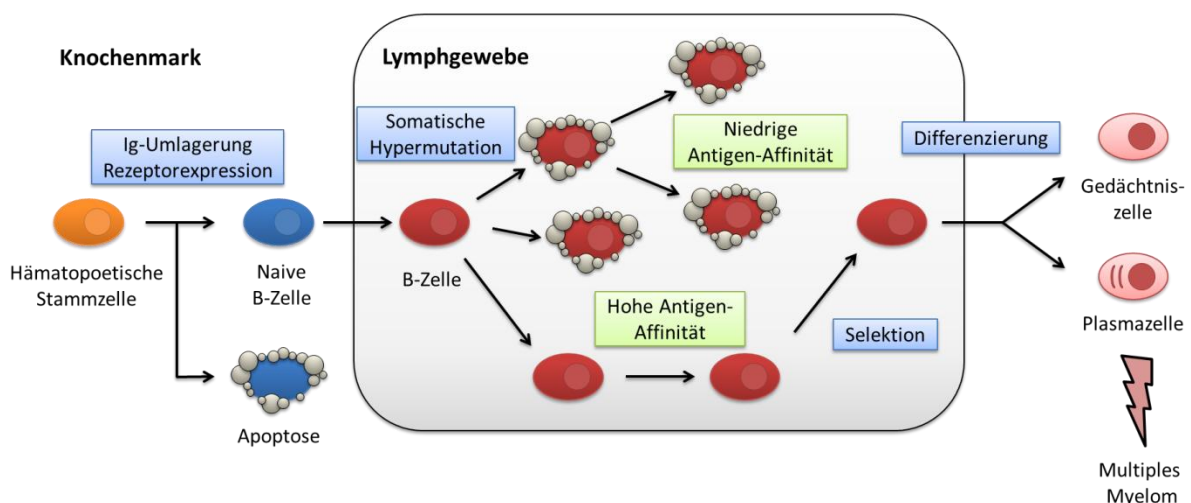 Knochenmark
Lymphgewebe
Ig-Umlagerung
Rezeptorexpression
Somatische
Hypermutation
Niedrige
Antigen-Affinität
Differenzierung
Hämatopoetische
Stammzelle
Naive
B-Zelle
B-Zelle
Gedächtnis-
zelle
Hohe Antigen-
Affinität
Selektion
Plasmazelle
Apoptose
Multiples
Myelom